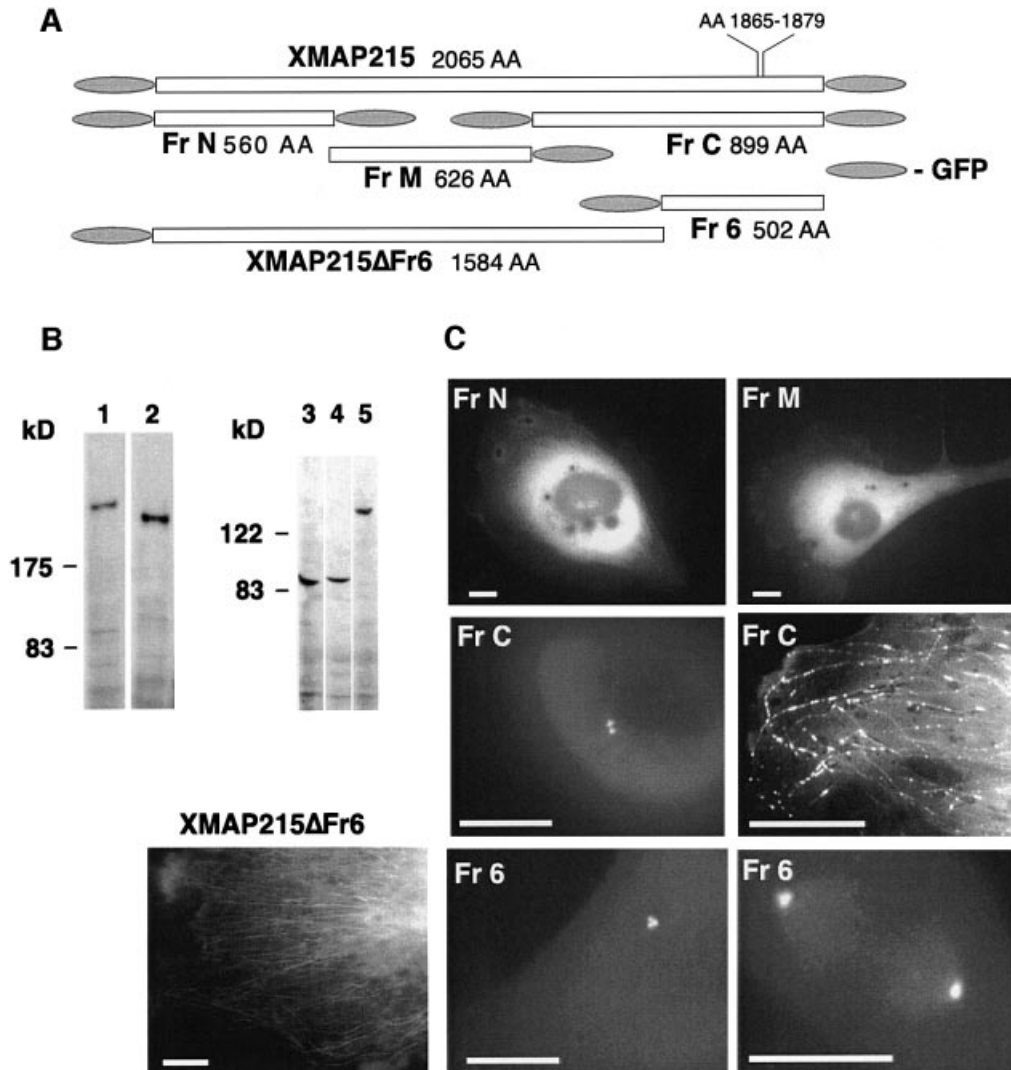 A
AA 1865-1879
XMAP215 2065 AA
Fr N 560 AA
Fr C 899 AA
Fr M 626 AA
- GFP
Fr 6 502 AA
XMAP215ΔFr6 1584 AA
B
C
1 2
kD
175 –
83 –
3 4 5
kD
122 –
83 –
XMAP215ΔFr6
Fr N
Fr M
Fr C
Fr C
Fr 6
Fr 6